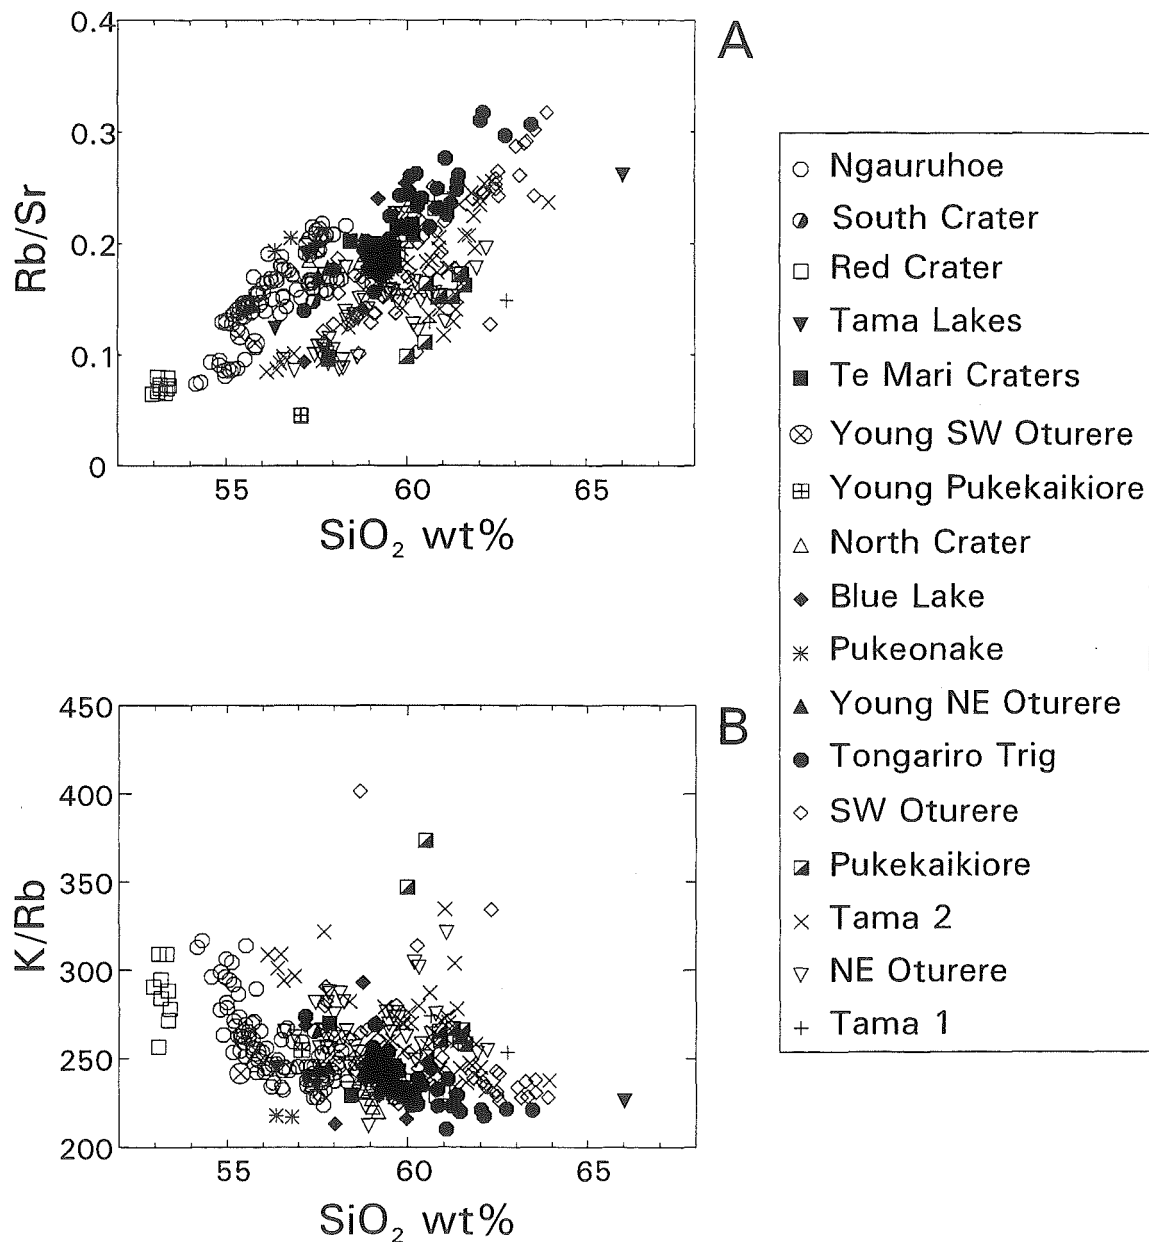 A
0.4
0.3
0.2
0.1
0
Rb/Sr
55 60 65
SiO₂ wt%
B
450
400
350
300
250
200
K/Rb
55 60 65
SiO₂ wt%
Ngauruhoe
South Crater
Red Crater
Tama Lakes
Te Mari Craters
Young SW Oturere
Young Pukekaikiore
North Crater
Blue Lake
Pukeonake
Young NE Oturere
Tongariro Trig
SW Oturere
Pukekaikiore
Tama 2
NE Oturere
Tama 1